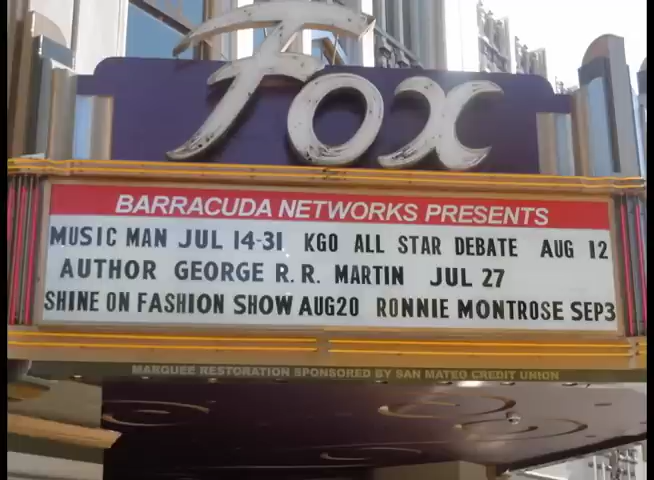 Fox
BARRACUDA NETWORKS PRESENTS
MUSIC MAN JUL 14-31 KGO ALL STAR DEBATE AUG 12
AUTHOR GEORGE R. R. MARTIN JUL 27
SHINE ON FASHION SHOW AUG20 RONNIE MONTROSE SEP3
MARQUEE RESTORATION SPONSORED BY SAN MATEO CREDIT UNION